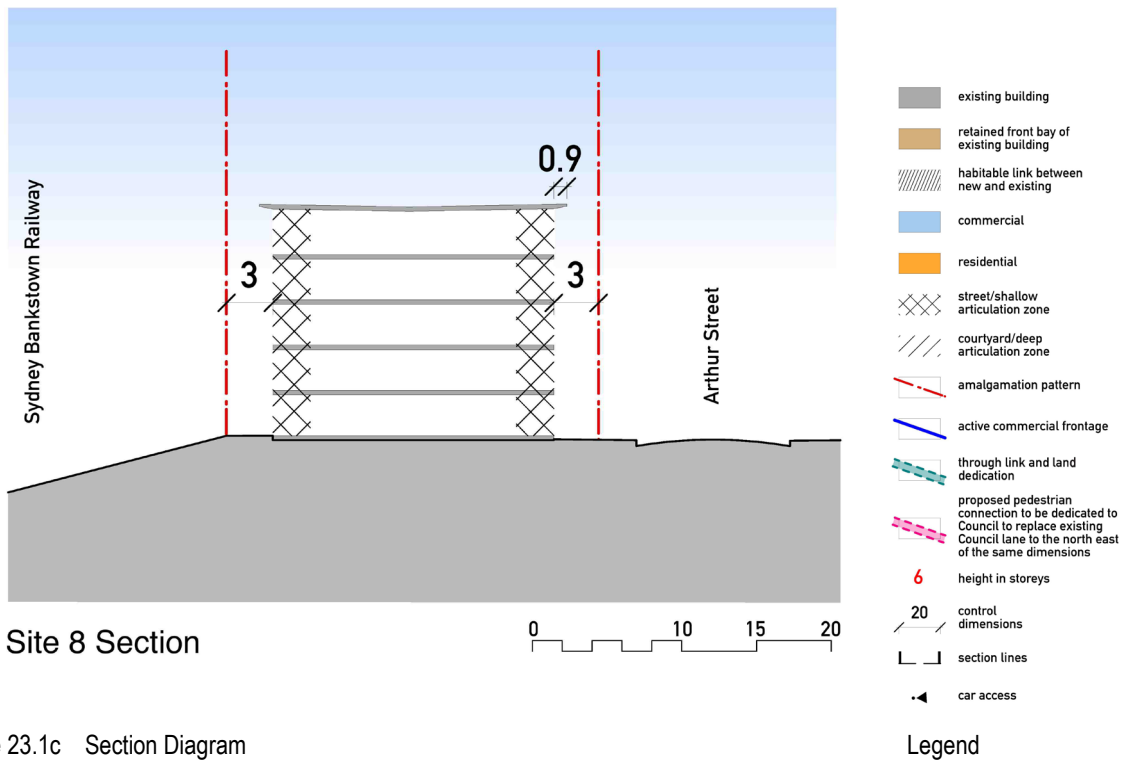 Sydney Bankstown Railway
3
0.9
3
Arthur Street
Site 8 Section
0 10 15 20
23.1c Section Diagram
existing building
retained front bay of
existing building
habitable link between
new and existing
commercial
residential
street/shallow
articulation zone
courtyard/deep
articulation zone
amalgamation pattern
active commercial frontage
through link and land
dedication
proposed pedestrian
connection to be dedicated to
Council to replace existing
Council lane to the north east
of the same dimensions
6 height in storeys
20 control
dimensions
section lines
car access
Legend